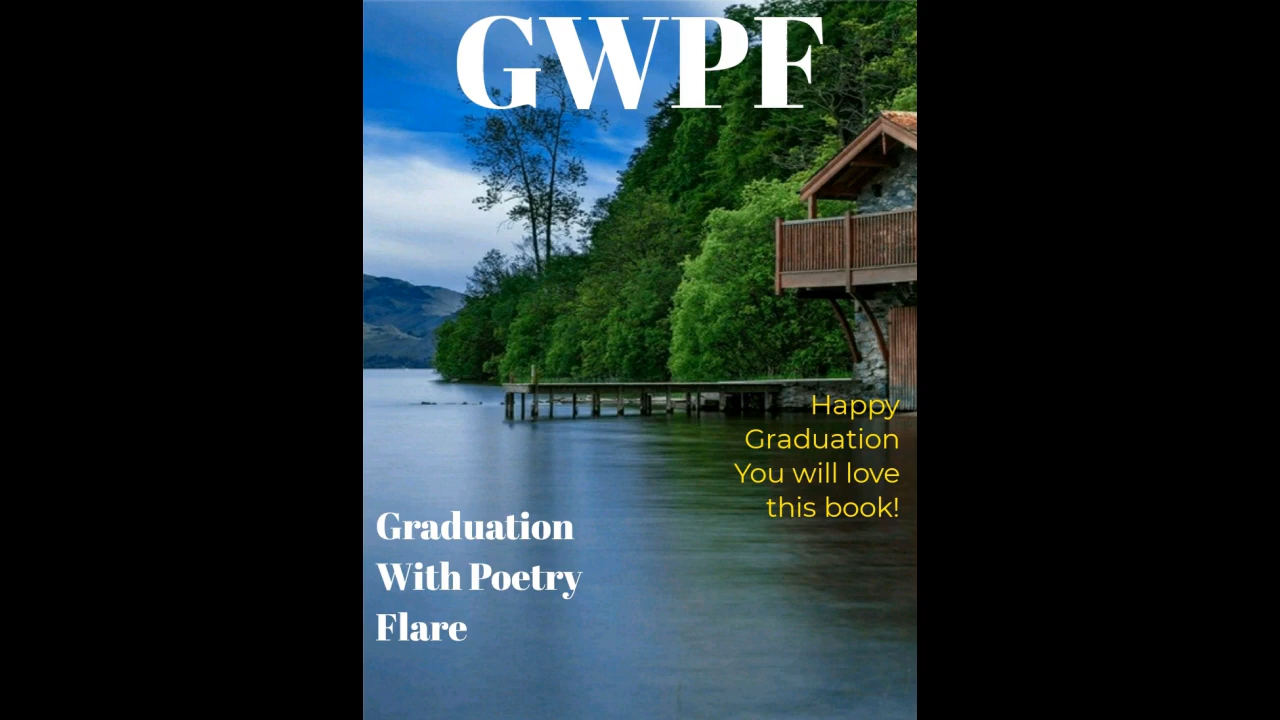 GWPF
Happy
Graduation
You will love
this book!
Graduation
With Poetry
Flare